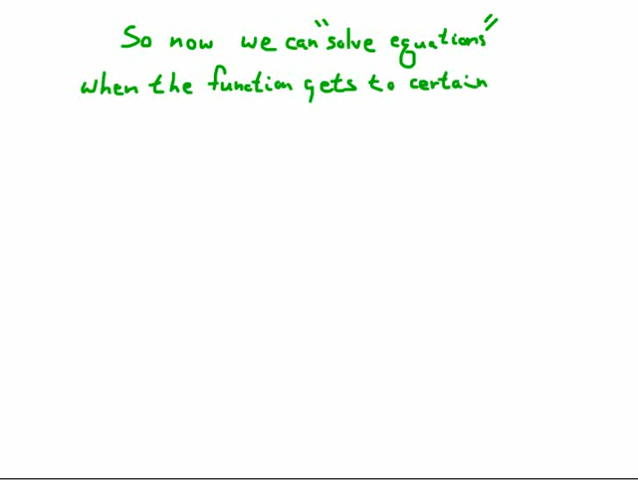 So now we can "solve equations"
when the function gets to certain